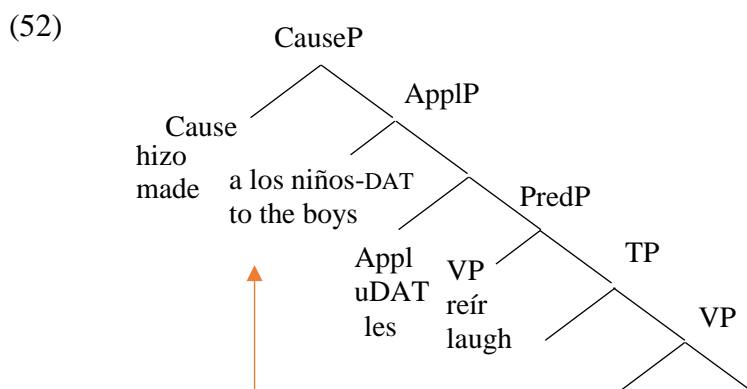 (52)
CauseP
ApplP
Cause
hizo
made
a los niños-DAT
to the boys
PredP
Appl
uDAT
les
VP
reír
laugh
TP
VP